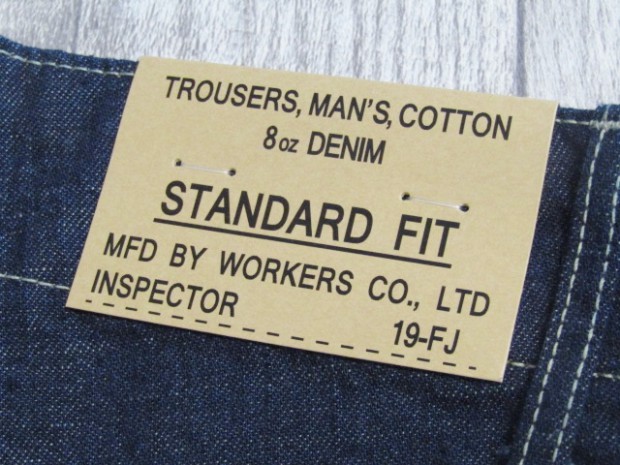 TROUSERS, MAN'S, COTTON
8oz DENIM
STANDARD FIT
MFD BY WORKERS CO., LTD
INSPECTOR 19-FJ